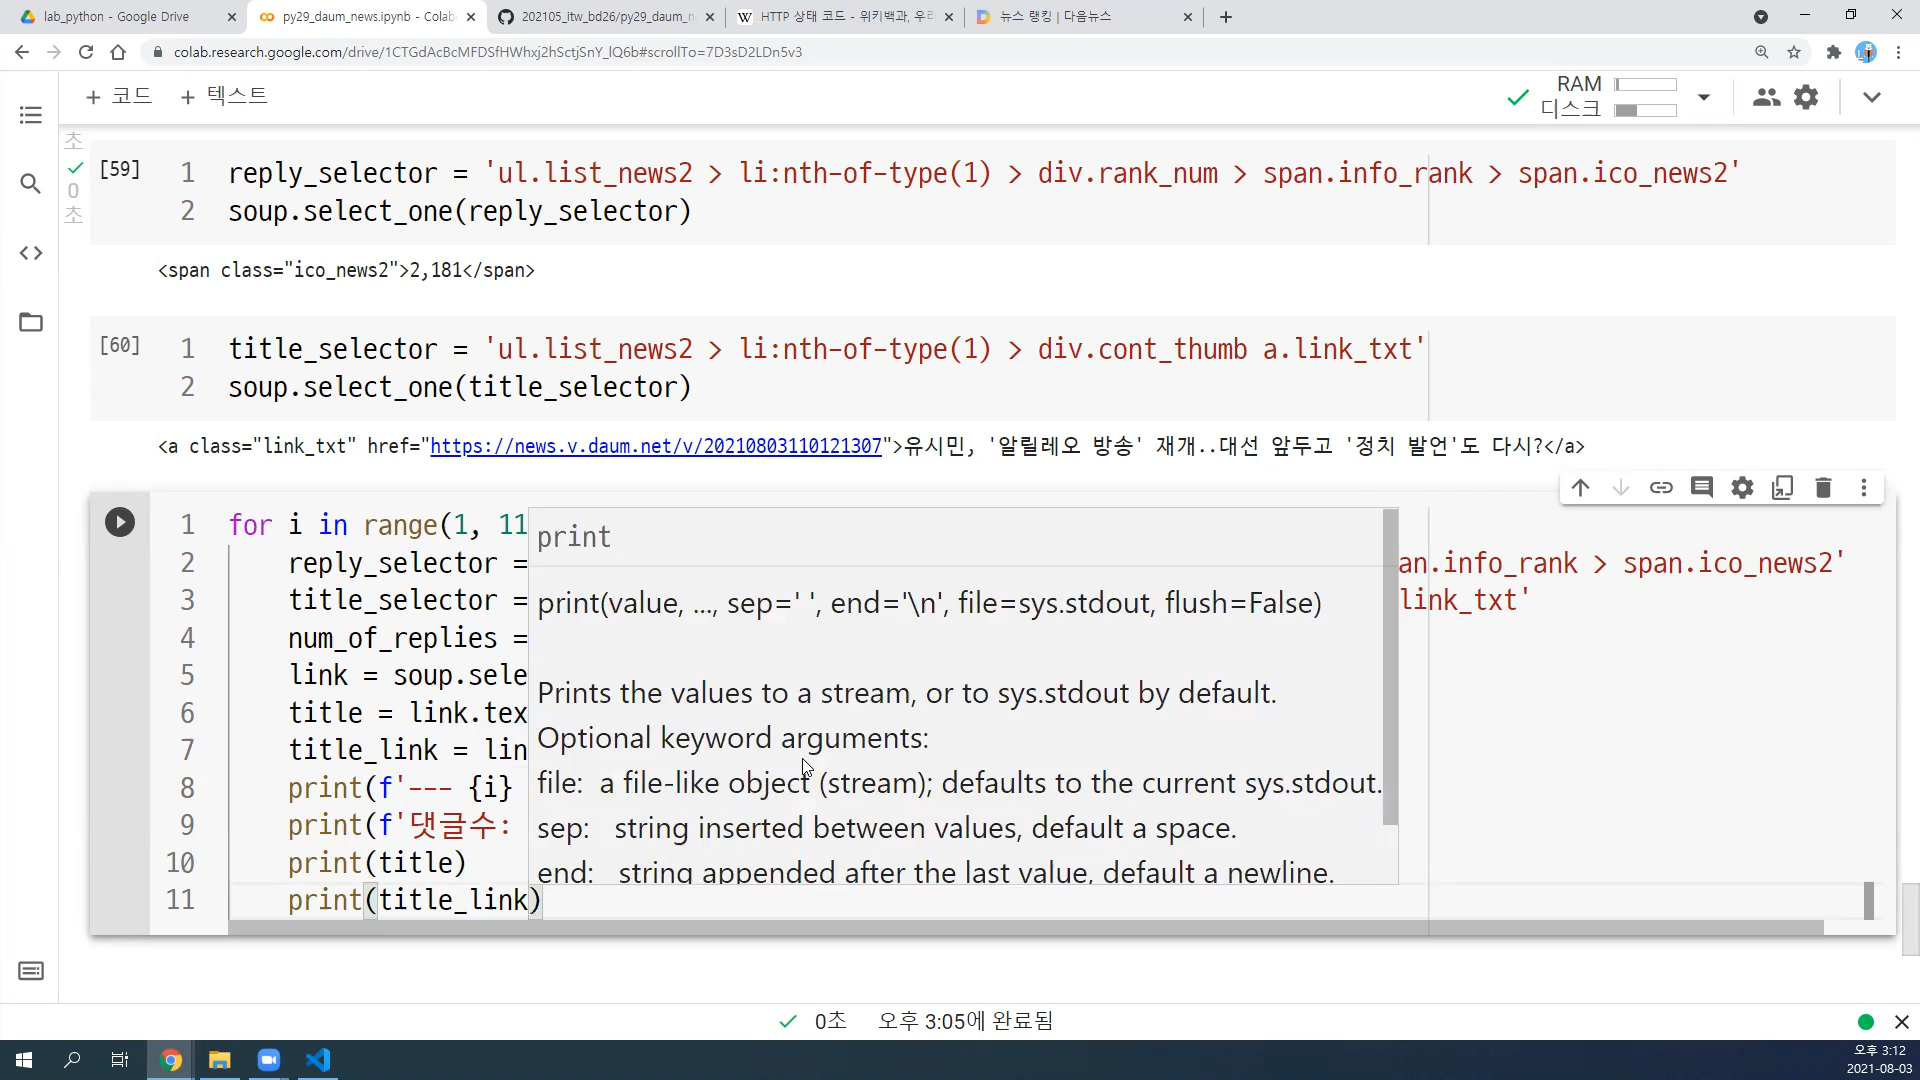 lab_python - Google Drive
py29_daum_news.ipynb - Colab
202105_itw_bd26/py29_daum_n
W HTTP 상태 코드 - 위키백과, 우리
뉴스 랭킹 | 다음뉴스
colab.research.google.com/drive/1CTGdAcBcMFDSfHWhxj2hSctjSnY_lQ6b#scrollTo=7D3sD2LDn5v3
+ 코드 + 텍스트
RAM
디스크
초
0
초
[59]
1 reply_selector = 'ul.list_news2 > li:nth-of-type(1) > div.rank_num > span.info_rank > span.ico_news2'
2 soup.select_one(reply_selector)
<span class="ico_news2">2,181</span>
[60]
1 title_selector = 'ul.list_news2 > li:nth-of-type(1) > div.cont_thumb a.link_txt'
2 soup.select_one(title_selector)
<a class="link_txt" href="https://news.v.daum.net/v/20210803110121307">유시민, '알릴레오 방송' 재개..대선 앞두고 '정치 발언'도 다시?</a>
1 for i in range(1, 11
2 reply_selector = an.info_rank > span.ico_news2'
3 title_selector = link_txt'
4 num_of_replies =
5 link = soup.sele
6 title = link.tex
7 title_link = lin
8 print(f'--- {i}
9 print(f'댓글수:
10 print(title)
11 print(title_link)
print
print(value, ..., sep=' ', end='\n', file=sys.stdout, flush=False)
Prints the values to a stream, or to sys.stdout by default.
Optional keyword arguments:
file: a file-like object (stream); defaults to the current sys.stdout.
sep: string inserted between values, default a space.
end: string appended after the last value, default a newline.
0초 오후 3:05에 완료됨
오후 3:12
2021-08-03